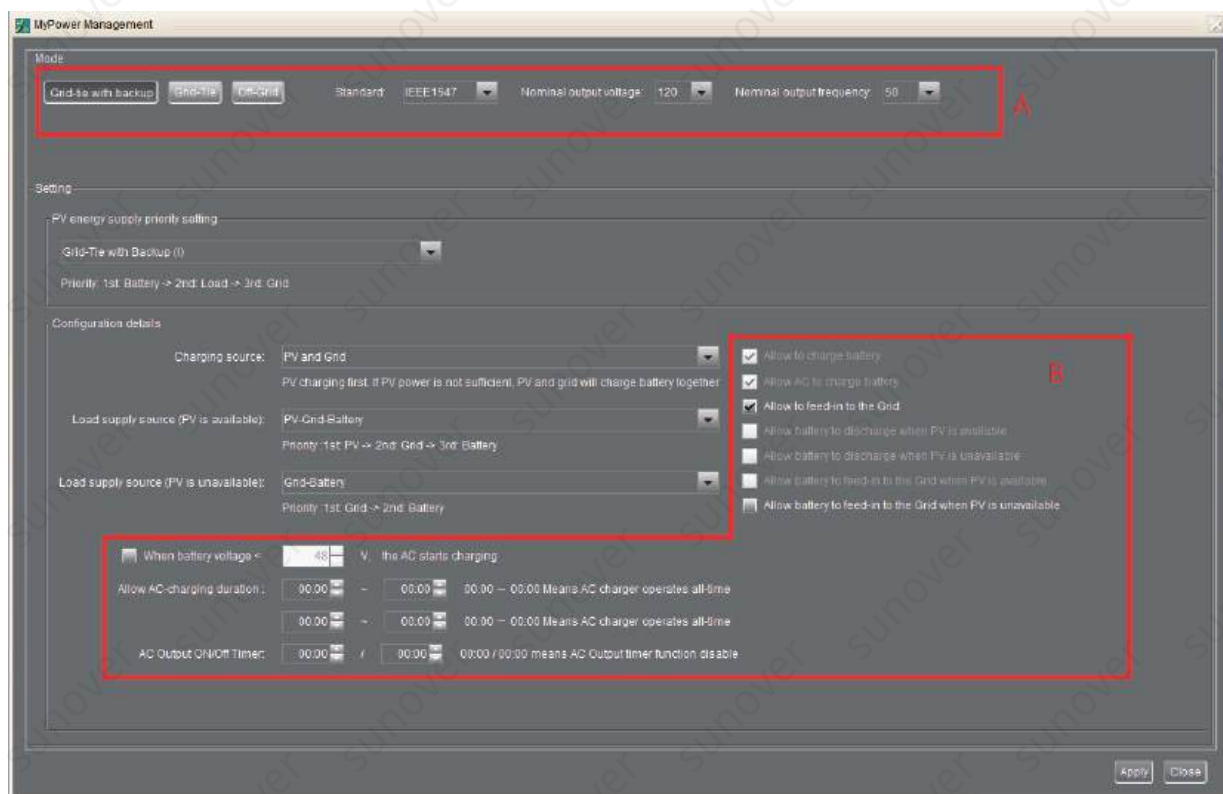 MyPower Management
Mode
Grid-tie with backup Grid-Tie Off-Grid Standard: IEEE1547 Nominal output voltage: 120 Nominal output frequency: 50
A
Setting
PV energy supply priority setting
Grid-Tie with Backup (I)
Priority: 1st: Battery -> 2nd: Load -> 3rd: Grid
Configuration details
Charging source: PV and Grid
PV charging first. If PV power is not sufficient, PV and grid will charge battery together
Load supply source (PV is available): PV-Grid-Battery
Priority :1st: PV -> 2nd: Grid -> 3rd: Battery
Load supply source (PV is unavailable): Grid-Battery
Priority :1st: Grid -> 2nd: Battery
B
Allow to charge battery
Allow AC to charge battery
Allow to feed-in to the Grid
Allow battery to discharge when PV is available
Allow battery to discharge when PV is unavailable
Allow battery to feed-in to the Grid when PV is available
Allow battery to feed-in to the Grid when PV is unavailable
When battery voltage < 48 V, the AC starts charging
Allow AC-charging duration : 00:00 ~ 00:00 00:00 ~ 00:00 Means AC charger operates all-time
00:00 ~ 00:00 00:00 ~ 00:00 Means AC charger operates all-time
AC Output ON/Off Timer: 00:00 / 00:00 00:00 / 00:00 means AC Output timer function disable
Apply Close
sunover